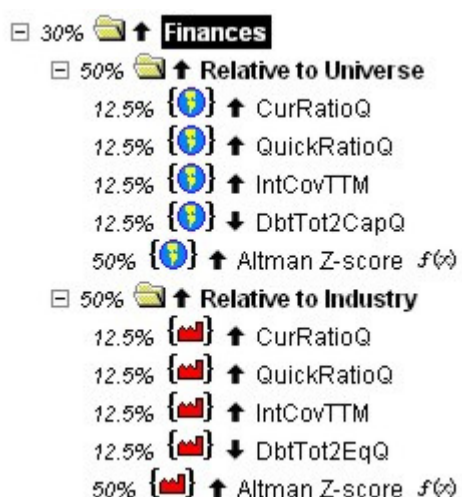 30% Finances
50% Relative to Universe
12.5% { } CurRatioQ
12.5% { } QuickRatioQ
12.5% { } IntCovTTM
12.5% { } DbtTot2CapQ
50% { } Altman Z-score f(x)
50% Relative to Industry
12.5% { } CurRatioQ
12.5% { } QuickRatioQ
12.5% { } IntCovTTM
12.5% { } DbtTot2EqQ
50% { } Altman Z-score f(x)